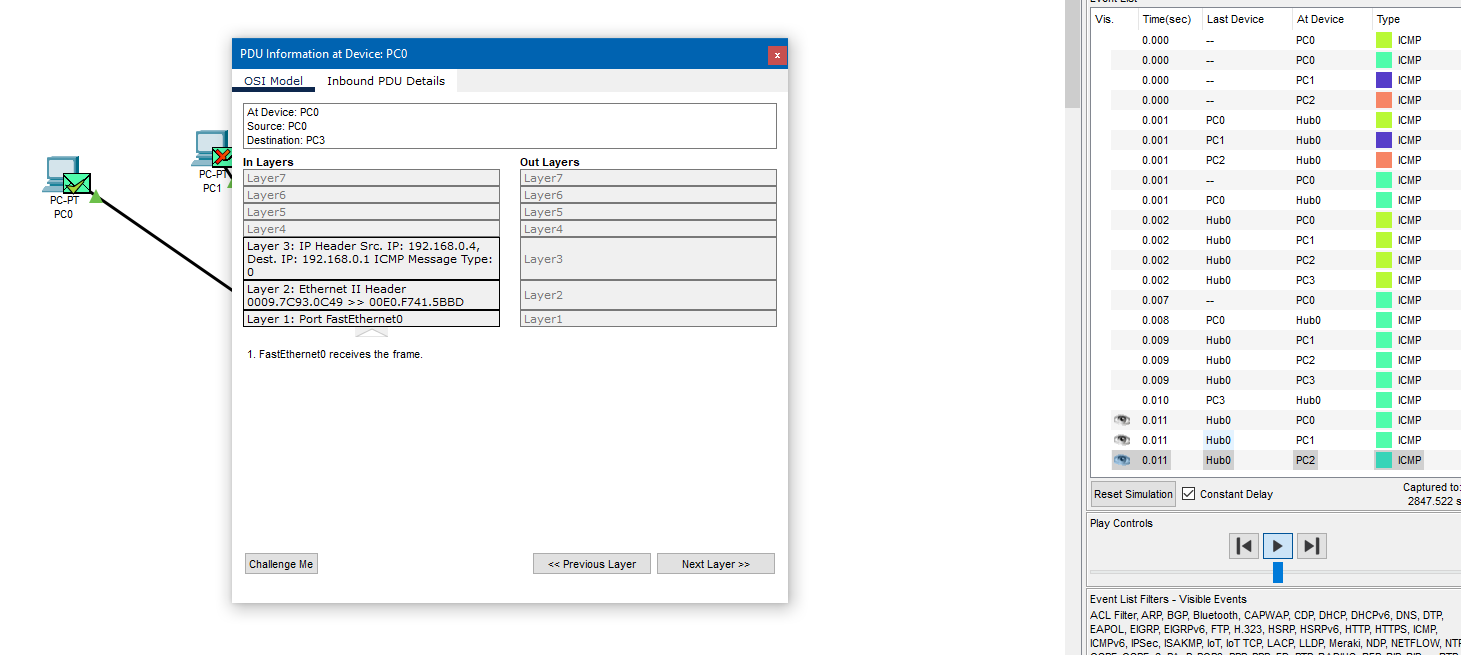 PC-PT
PC0
PC-PT
PC1
PDU Information at Device: PC0
x
OSI Model
Inbound PDU Details
At Device: PC0
Source: PC0
Destination: PC3
In Layers
Layer7
Layer6
Layer5
Layer4
Layer 3: IP Header Src. IP: 192.168.0.4,
Dest. IP: 192.168.0.1 ICMP Message Type:
0
Layer 2: Ethernet II Header
0009.7C93.0C49 >> 00E0.F741.5BBD
Layer 1: Port FastEthernet0
Out Layers
Layer7
Layer6
Layer5
Layer4
Layer3
Layer2
Layer1
1. FastEthernet0 receives the frame.
Challenge Me
<< Previous Layer
Next Layer >>
Event List
Vis. Time(sec) Last Device At Device Type
0.000 -- PC0 ICMP
0.000 -- PC0 ICMP
0.000 -- PC1 ICMP
0.000 -- PC2 ICMP
0.001 PC0 Hub0 ICMP
0.001 PC1 Hub0 ICMP
0.001 PC2 Hub0 ICMP
0.001 -- PC0 ICMP
0.001 PC0 Hub0 ICMP
0.002 Hub0 PC0 ICMP
0.002 Hub0 PC1 ICMP
0.002 Hub0 PC2 ICMP
0.002 Hub0 PC3 ICMP
0.007 -- PC0 ICMP
0.008 PC0 Hub0 ICMP
0.009 Hub0 PC1 ICMP
0.009 Hub0 PC2 ICMP
0.009 Hub0 PC3 ICMP
0.010 PC3 Hub0 ICMP
0.011 Hub0 PC0 ICMP
0.011 Hub0 PC1 ICMP
0.011 Hub0 PC2 ICMP
Reset Simulation
Constant Delay
Captured to:
2847.522 s
Play Controls
Event List Filters - Visible Events
ACL Filter, ARP, BGP, Bluetooth, CAPWAP, CDP, DHCP, DHCPv6, DNS, DTP,
EAPOL, EIGRP, EIGRPv6, FTP, H.323, HSRP, HSRPv6, HTTP, HTTPS, ICMP,
ICMPv6, IPSec, ISAKMP, IoT, IoT TCP, LACP, LLDP, Meraki, NDP, NETFLOW, NTP